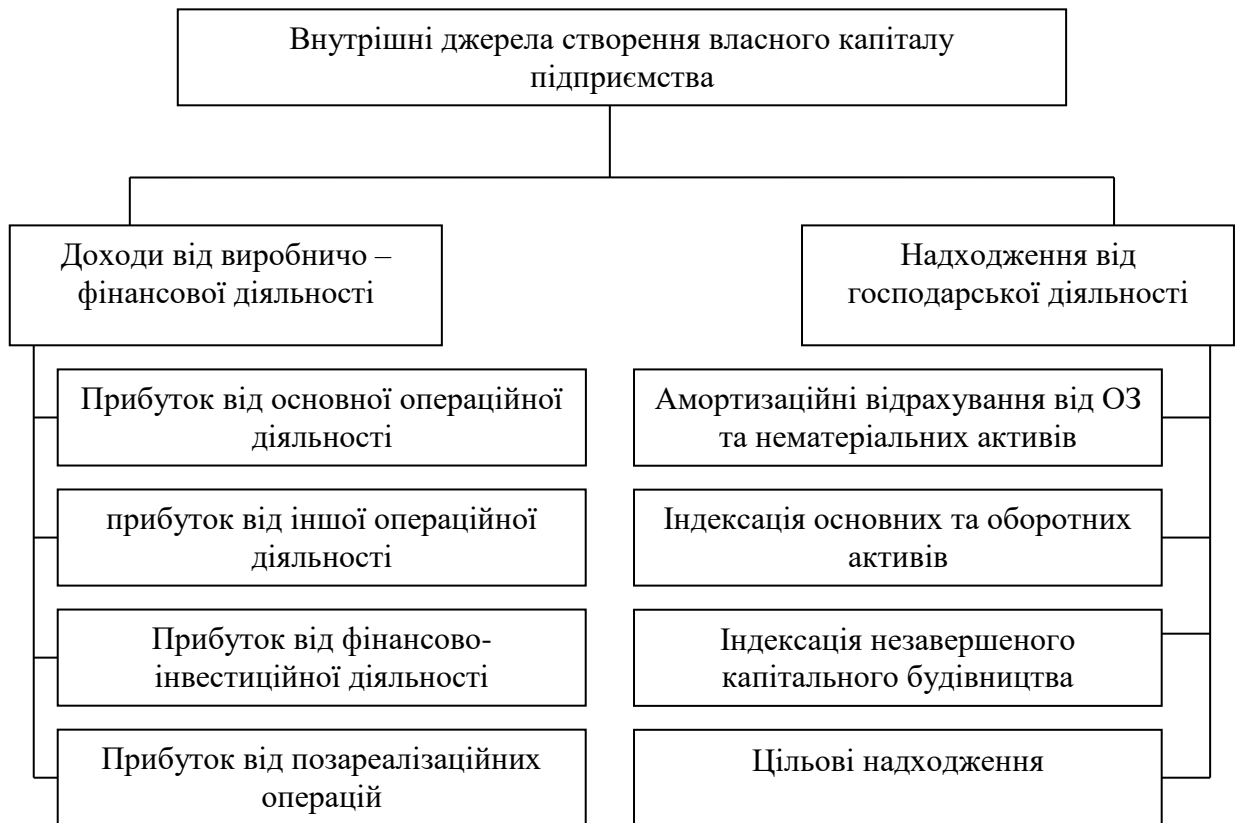 Внутрішні джерела створення власного капіталу
підприємства
Доходи від виробничо –
фінансової діяльності
Надходження від
господарської діяльності
Прибуток від основної операційної
діяльності
Амортизаційні відрахування від ОЗ
та нематеріальних активів
прибуток від іншої операційної
діяльності
Індексація основних та оборотних
активів
Прибуток від фінансово-
інвестиційної діяльності
Індексація незавершеного
капітального будівництва
Прибуток від позареалізаційних
операцій
Цільові надходження